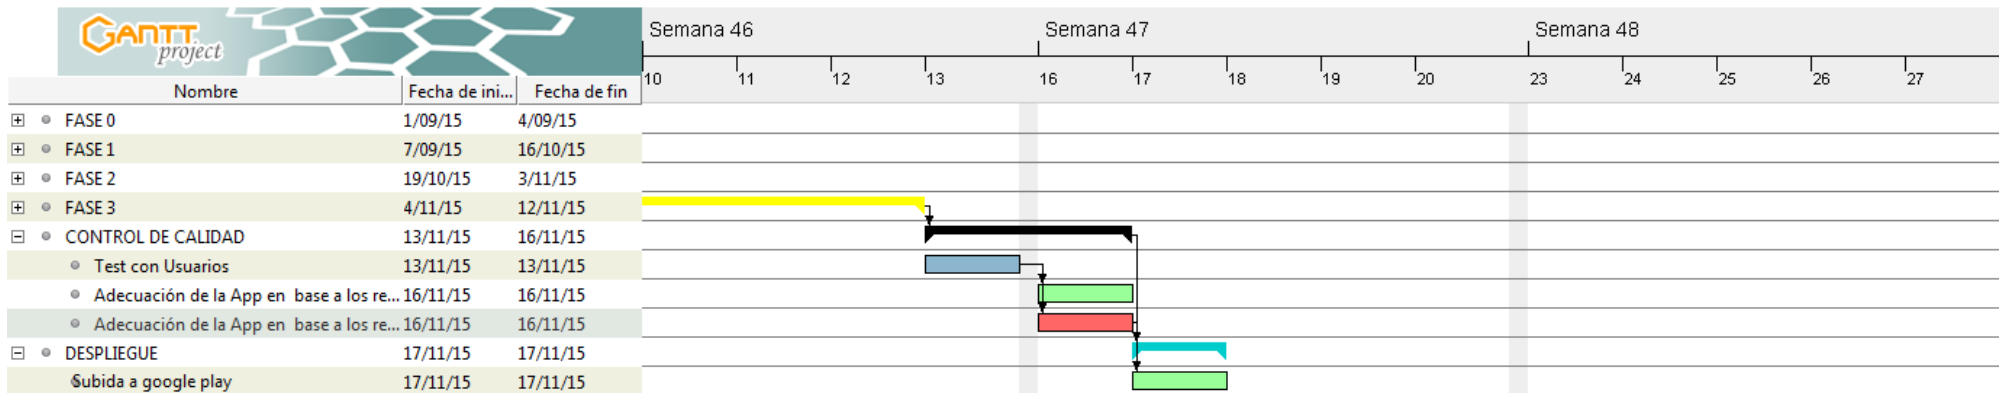 GANTT
project
Semana 46 Semana 47 Semana 48
10 11 12 13 16 17 18 19 20 23 24 25 26 27
Nombre Fecha de ini... Fecha de fin
FASE 0 1/09/15 4/09/15
FASE 1 7/09/15 16/10/15
FASE 2 19/10/15 3/11/15
FASE 3 4/11/15 12/11/15
CONTROL DE CALIDAD 13/11/15 16/11/15
Test con Usuarios 13/11/15 13/11/15
Adecuación de la App en base a los re... 16/11/15 16/11/15
Adecuación de la App en base a los re... 16/11/15 16/11/15
DESPLIEGUE 17/11/15 17/11/15
Subida a google play 17/11/15 17/11/15